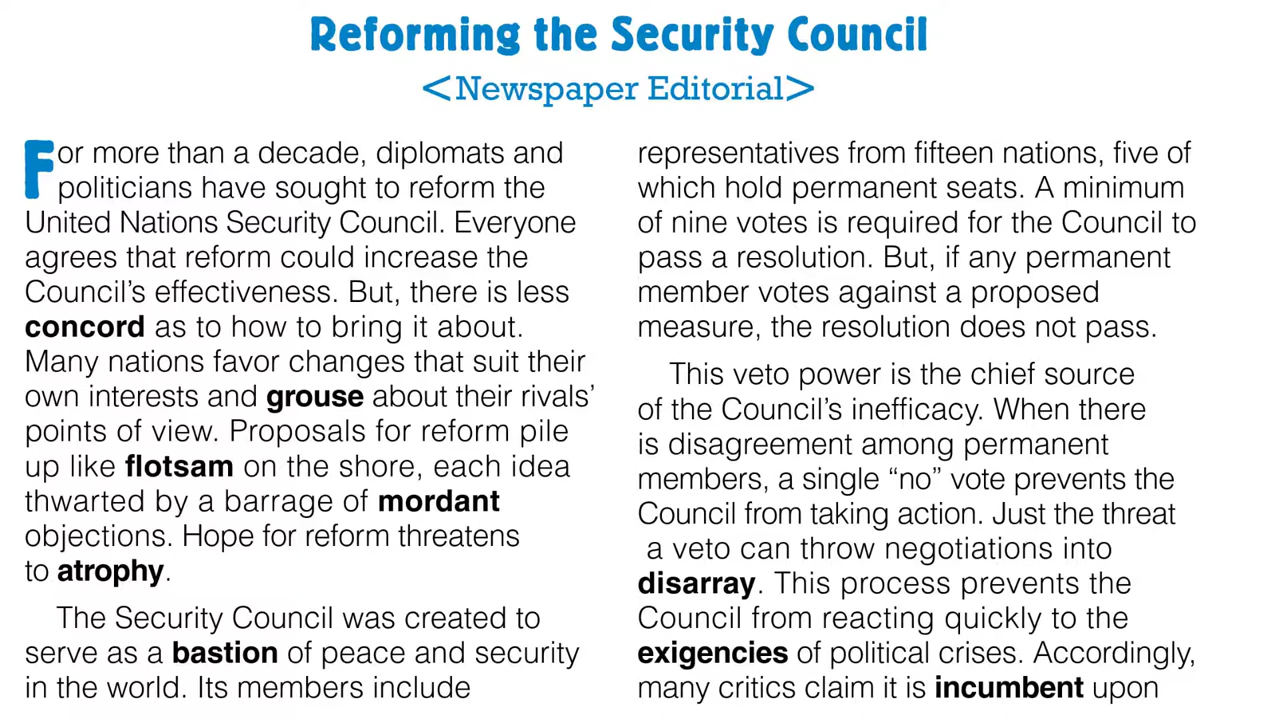 Reforming the Security Council
<Newspaper Editorial>
For more than a decade, diplomats and
politicians have sought to reform the
United Nations Security Council. Everyone
agrees that reform could increase the
Council's effectiveness. But, there is less
concord as to how to bring it about.
Many nations favor changes that suit their
own interests and grouse about their rivals'
points of view. Proposals for reform pile
up like flotsam on the shore, each idea
thwarted by a barrage of mordant
objections. Hope for reform threatens
to atrophy.
The Security Council was created to
serve as a bastion of peace and security
in the world. Its members include
representatives from fifteen nations, five of
which hold permanent seats. A minimum
of nine votes is required for the Council to
pass a resolution. But, if any permanent
member votes against a proposed
measure, the resolution does not pass.
This veto power is the chief source
of the Council's inefficacy. When there
is disagreement among permanent
members, a single “no” vote prevents the
Council from taking action. Just the threat
a veto can throw negotiations into
disarray. This process prevents the
Council from reacting quickly to the
exigencies of political crises. Accordingly,
many critics claim it is incumbent upon